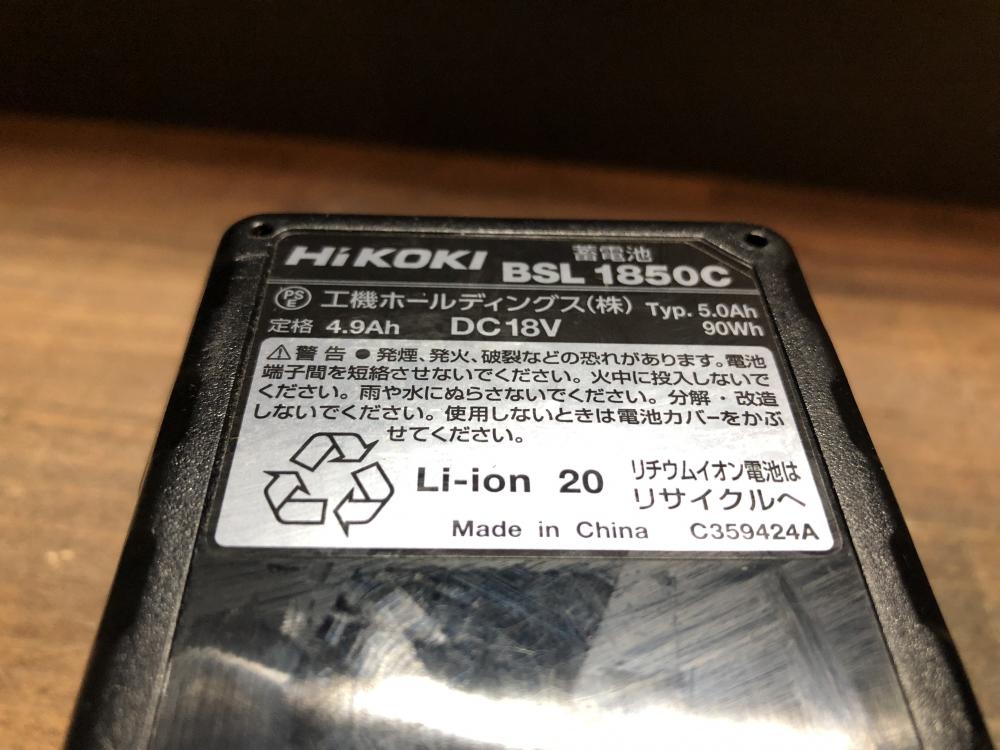 HiKOKI 蓄電池
BSL 1850C
PSE 工機ホールディングス(株) Typ. 5.0Ah
定格 4.9Ah DC18V 90Wh
⚠警告 ●発煙、発火、破裂などの恐れがあります。電池
端子間を短絡させないでください。火中に投入しないで
ください。雨や水にぬらさないでください。分解・改造
しないでください。使用しないときは電池カバーをかぶ
せてください。
Li-ion 20 リチウムイオン電池は
リサイクルへ
Made in China C359424A